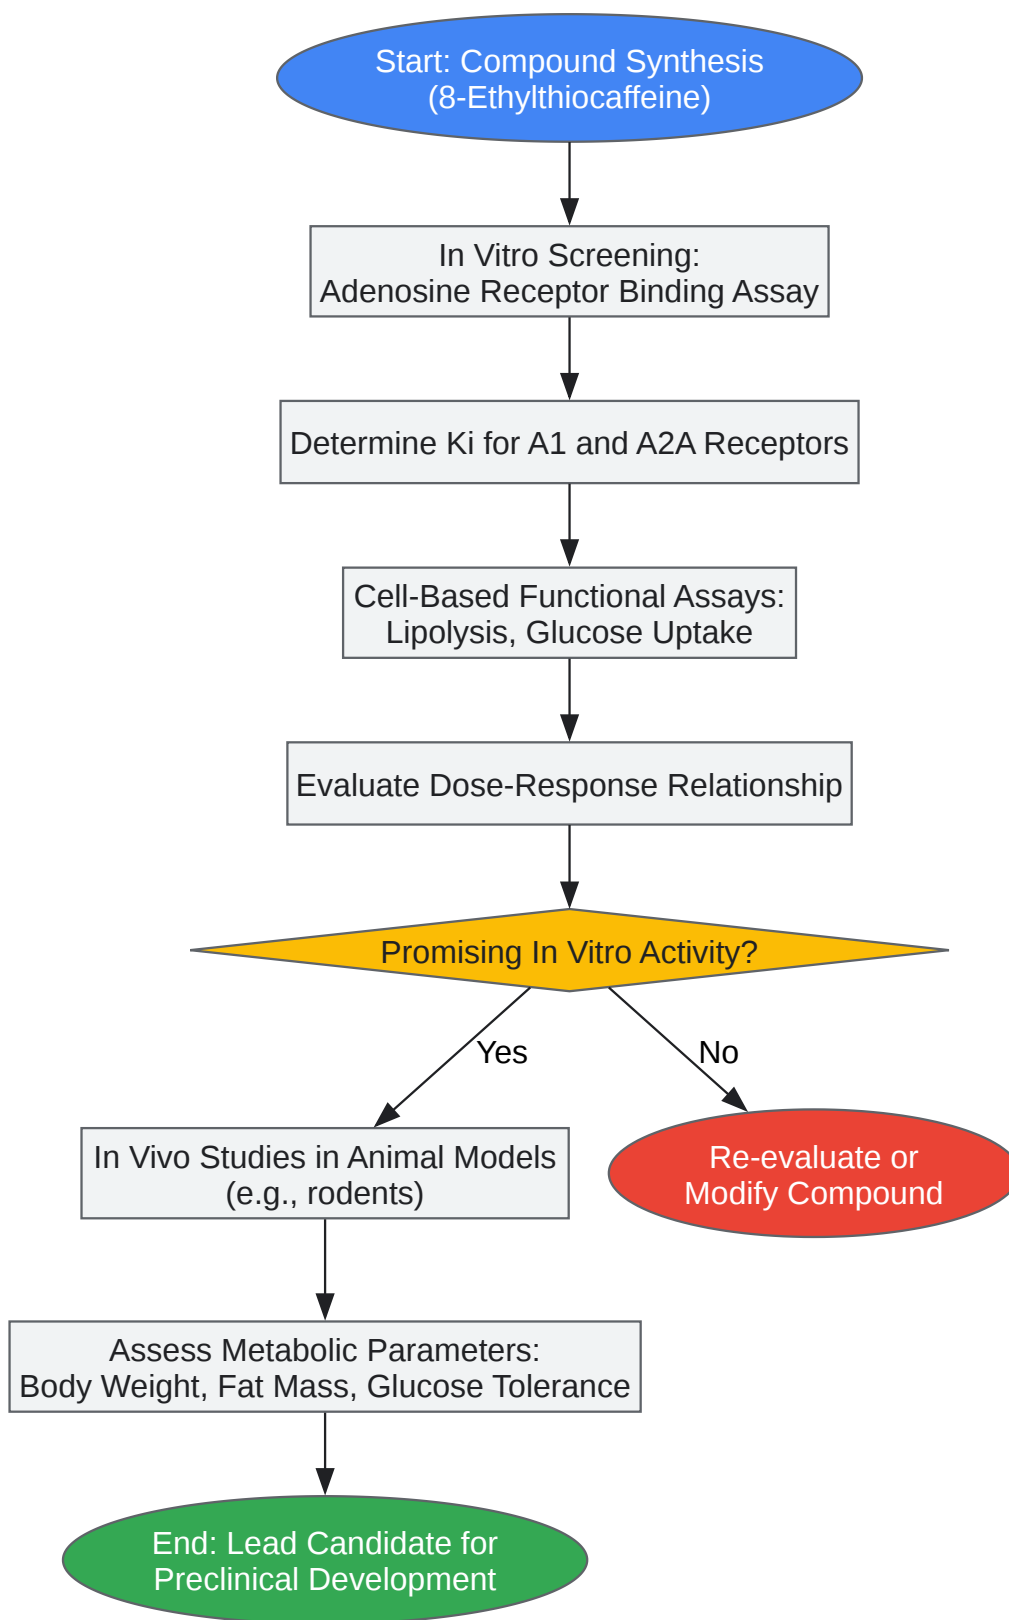 Start: Compound Synthesis
(8-Ethylthiocaffeine)
In Vitro Screening:
Adenosine Receptor Binding Assay
Determine Ki for A1 and A2A Receptors
Cell-Based Functional Assays:
Lipolysis, Glucose Uptake
Evaluate Dose-Response Relationship
Promising In Vitro Activity?
Yes
No
In Vivo Studies in Animal Models
(e.g., rodents)
Re-evaluate or
Modify Compound
Assess Metabolic Parameters:
Body Weight, Fat Mass, Glucose Tolerance
End: Lead Candidate for
Preclinical Development